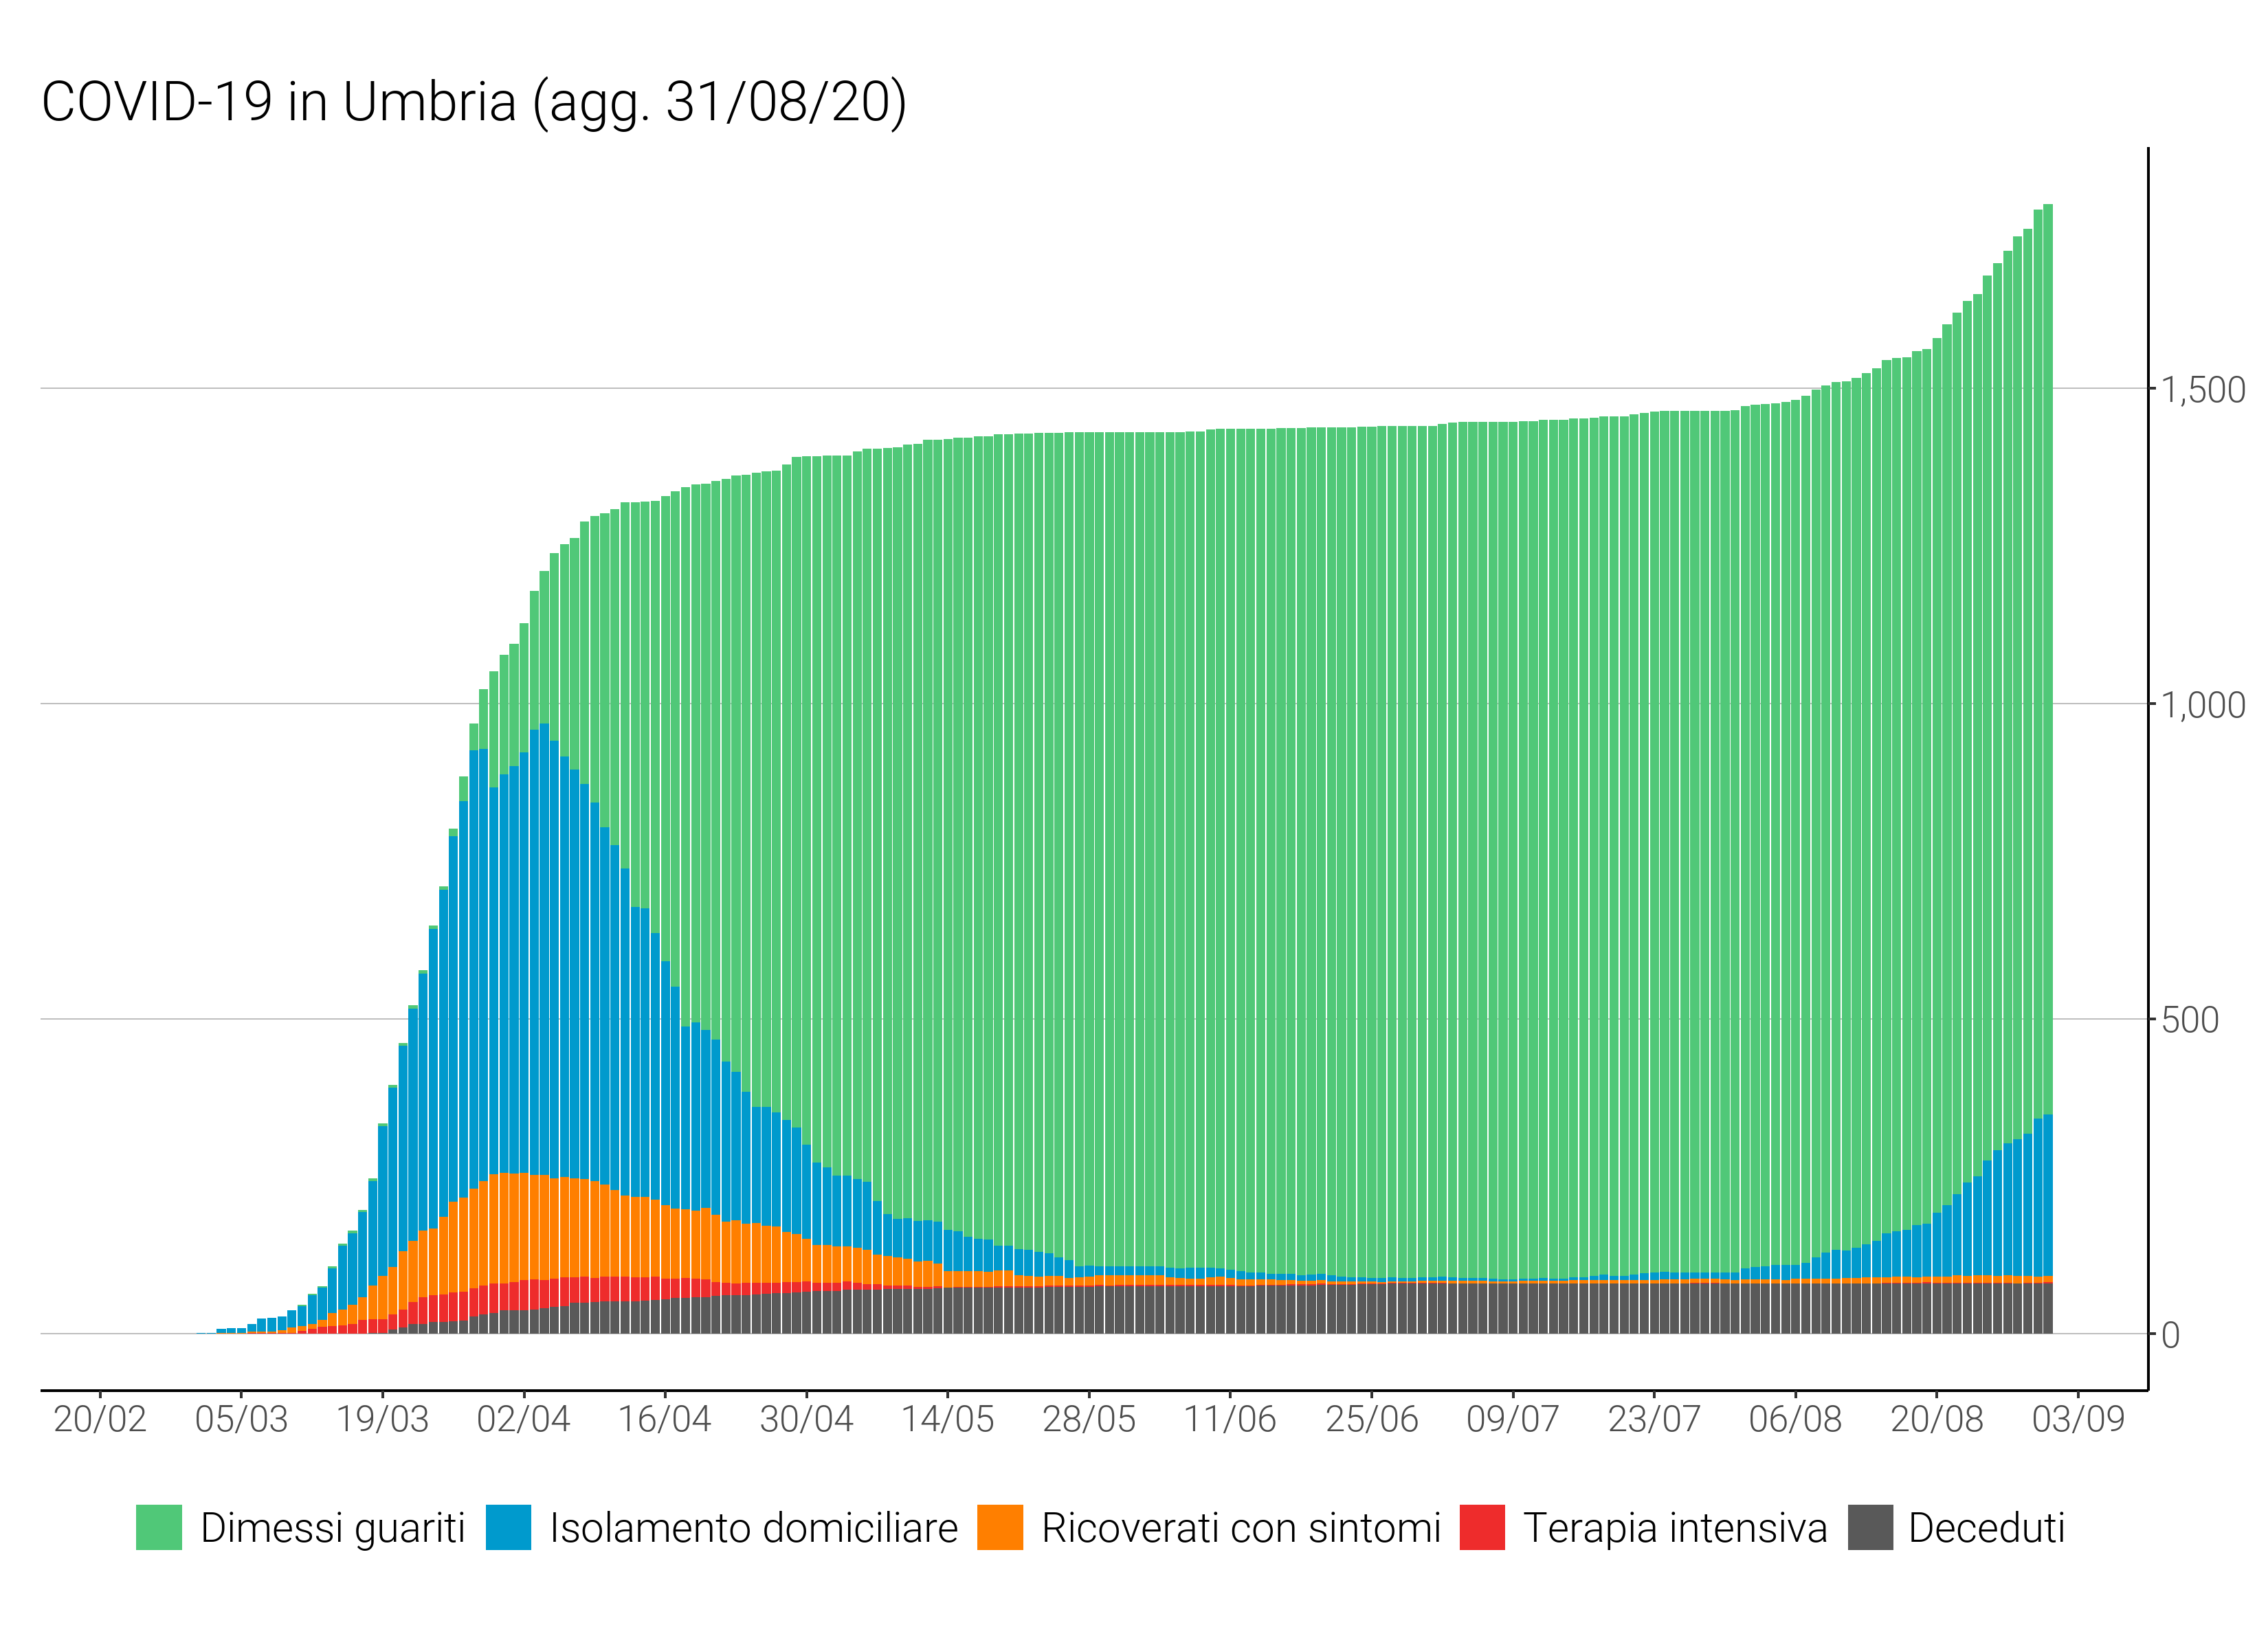 COVID-19 in Umbria (agg. 31/08/20)
1,500
1,000
500
0
20/02 05/03 19/03 02/04 16/04 30/04 14/05 28/05 11/06 25/06 09/07 23/07 06/08 20/08 03/09
Dimessi guariti Isolamento domiciliare Ricoverati con sintomi Terapia intensiva Deceduti